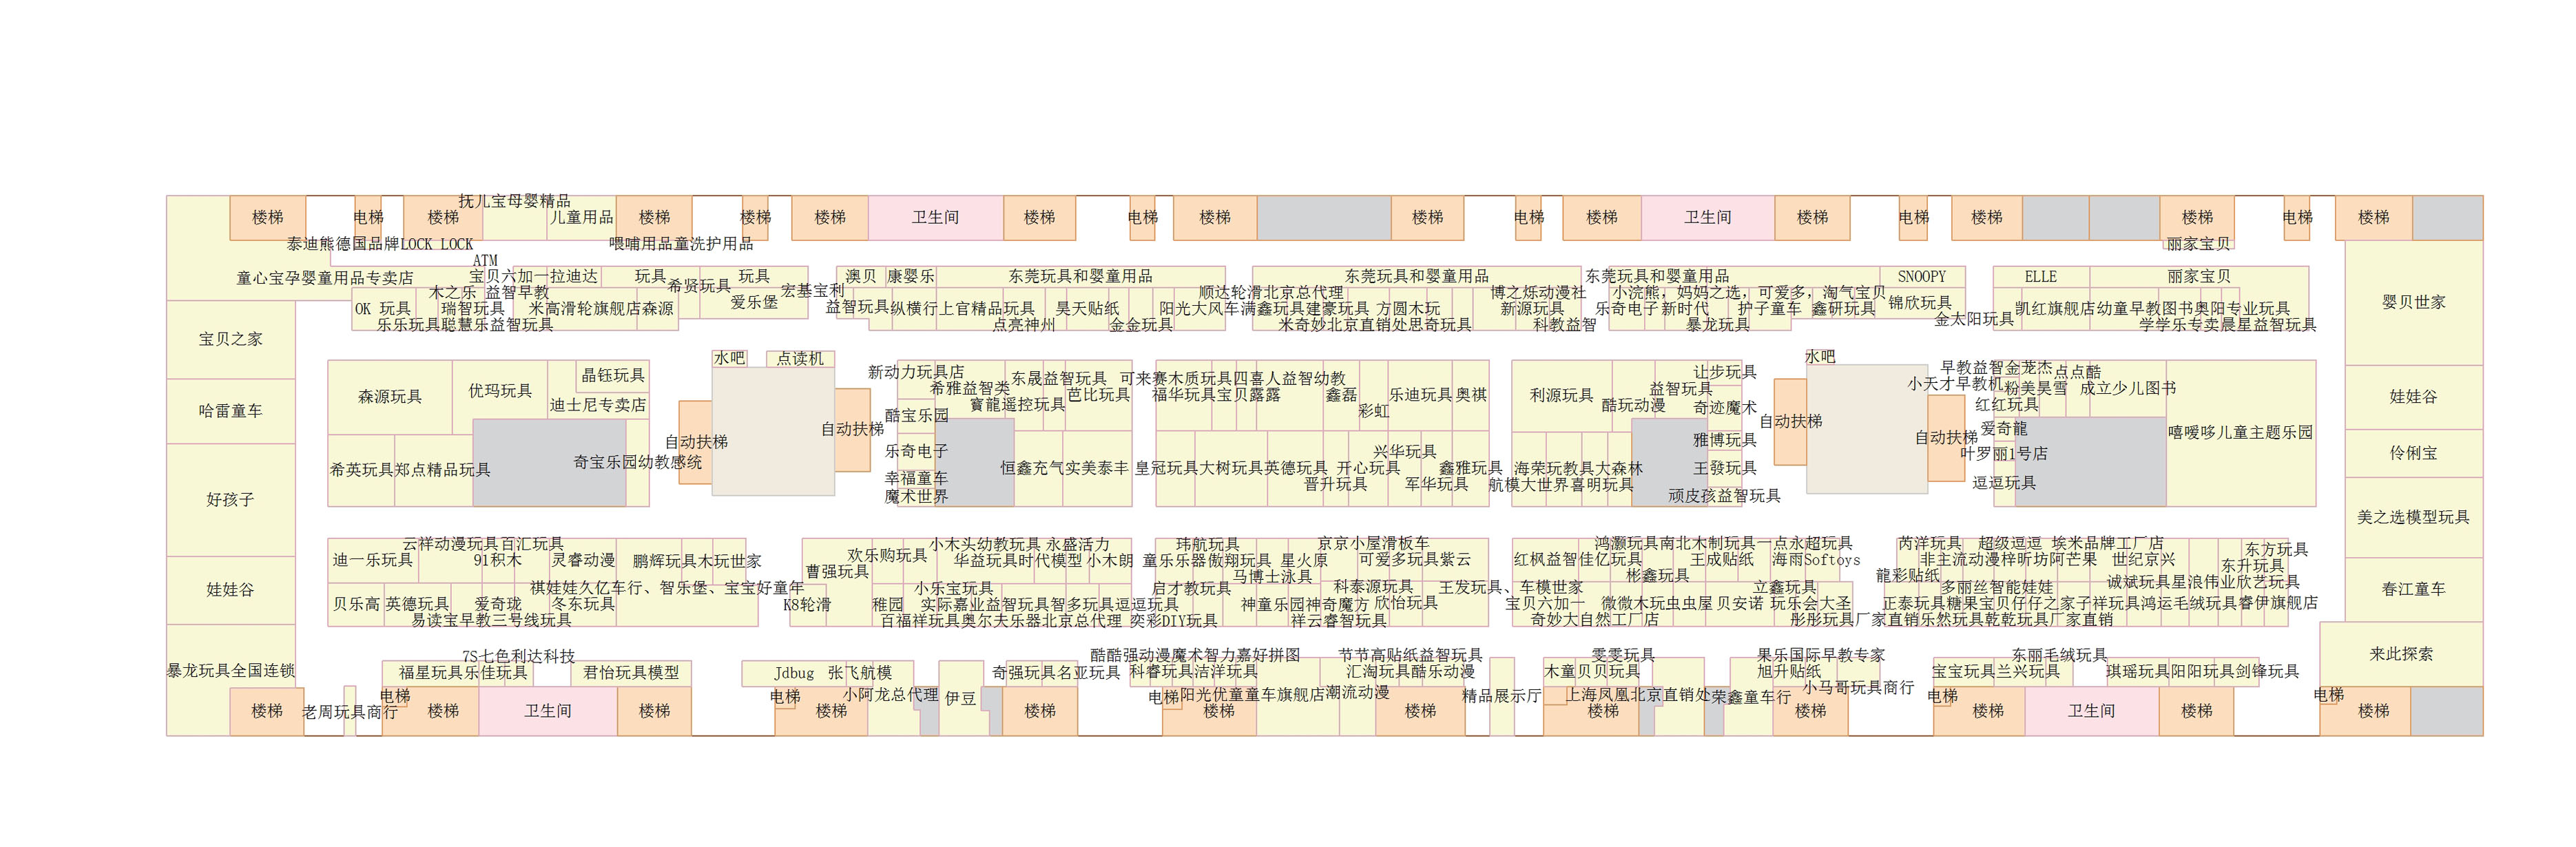 抚儿宝母婴精品
楼梯 电梯 楼梯 儿童用品 楼梯 电梯 楼梯 卫生间 楼梯 电梯 楼梯 楼梯 电梯 楼梯 卫生间 楼梯 电梯 楼梯 楼梯 电梯 楼梯
泰迪熊德国品牌LOCK LOCK 喂哺用品童洗护用品 丽家宝贝
ATM
童心宝孕婴童用品专卖店 宝贝六加一拉迪达 玩具 玩具 澳贝 康婴乐 东莞玩具和婴童用品 东莞玩具和婴童用品 东莞玩具和婴童用品 SNOOPY ELLE 丽家宝贝
希贤玩具 宏基宝利
木之乐 益智早教 顺达轮滑北京总代理 博之烁动漫社 小浣熊，妈妈之选，可爱多，淘气宝贝
爱乐堡 锦欣玩具 婴贝世家
OK 玩具 瑞智玩具 米高滑轮旗舰店森源 益智玩具纵横行上官精品玩具 昊天贴纸 阳光大风车满鑫玩具建豪玩具 方圆木玩 新源玩具 乐奇电子新时代 护子童车 鑫研玩具 凯红旗舰店幼童早教图书奥阳专业玩具
金太阳玩具
乐乐玩具聪慧乐益智玩具 点亮神州 金金玩具 米奇妙北京直销处思奇玩具 科教益智 暴龙玩具 学学乐专卖晨星益智玩具
宝贝之家
水吧 点读机 水吧
新动力玩具店 让步玩具 早教益智金茏杰点点酷
晶钰玩具 东晟益智玩具 可来赛木质玩具四喜人益智幼教
优玛玩具 希雅益智类 益智玩具 小天才早教机粉美昊雪 成立少儿图书
森源玩具 芭比玩具 福华玩具宝贝露露 鑫磊 乐迪玩具 奥祺 利源玩具 娃娃谷
迪士尼专卖店 寶龍遥控玩具 酷玩动漫 奇迹魔术 红红玩具
哈雷童车 酷宝乐园 彩虹
自动扶梯 自动扶梯 自动扶梯 爱奇龍 嘻嗳哆儿童主题乐园
自动扶梯 雅博玩具 自动扶梯
乐奇电子 兴华玩具 叶罗丽1号店 伶俐宝
奇宝乐园幼教感统
希英玩具郑点精品玩具 恒鑫充气实美泰丰 皇冠玩具大树玩具英德玩具 开心玩具 鑫雅玩具 海荣玩教具大森林 王發玩具
幸福童车 晋升玩具 军华玩具 航模大世界喜明玩具 逗逗玩具
好孩子 魔术世界 顽皮孩益智玩具
美之选模型玩具
云祥动漫玩具百汇玩具 小木头幼教玩具 永盛活力 玮航玩具 京京小屋滑板车 鸿灏玩具南北木制玩具一点永超玩具 芮洋玩具 超级逗逗 埃米品牌工厂店
东方玩具
迪一乐玩具 91积木 灵睿动漫 鹏辉玩具木玩世家 欢乐购玩具 华益玩具时代模型 小木朗 童乐乐器傲翔玩具 星火原 可爱多玩具紫云 红枫益智佳亿玩具 王成贴纸 海雨Softoys 非主流动漫梓昕坊阿芒果 世纪京兴
东升玩具
曹强玩具 马博士泳具 彬鑫玩具 龍彩贴纸
诚斌玩具星浪伟业欣艺玩具
娃娃谷 祺娃娃久亿车行、智乐堡、宝宝好童年 小乐宝玩具 启才教玩具 科泰源玩具 王发玩具、车模世家 立鑫玩具 多丽丝智能娃娃 春江童车
贝乐高 英德玩具 爱奇珑 冬东玩具 K8轮滑 稚园 实际嘉业益智玩具智多玩具逗逗玩具 神童乐园神奇魔方 欣怡玩具 宝贝六加一 微微木玩虫虫屋贝安诺 玩乐会大圣 正泰玩具糖果宝贝仔仔之家子祥玩具鸿运毛绒玩具睿伊旗舰店
易读宝早教三号线玩具 百福祥玩具奥尔夫乐器北京总代理 奕彩DIY玩具 祥云睿智玩具 奇妙大自然工厂店 彤彤玩具厂家直销乐然玩具乾乾玩具厂家直销
7S七色利达科技 酷酷强动漫魔术智力嘉好拼图 节节高贴纸益智玩具 雯雯玩具 果乐国际早教专家 东丽毛绒玩具 来此探索
暴龙玩具全国连锁 福星玩具乐佳玩具 君怡玩具模型 Jdbug 张飞航模 奇强玩具名亚玩具 科睿玩具洁洋玩具 汇淘玩具酷乐动漫 木童贝贝玩具 旭升贴纸 宝宝玩具兰兴玩具 琪瑶玩具阳阳玩具剑锋玩具
小马哥玩具商行
电梯 电梯 小阿龙总代理 伊豆 电梯 阳光优童童车旗舰店潮流动漫 精品展示厅 上海凤凰北京直销处荣鑫童车行 电梯 电梯
楼梯 老周玩具商行 楼梯 卫生间 楼梯 楼梯 楼梯 楼梯 楼梯 楼梯 楼梯 楼梯 卫生间 楼梯 楼梯